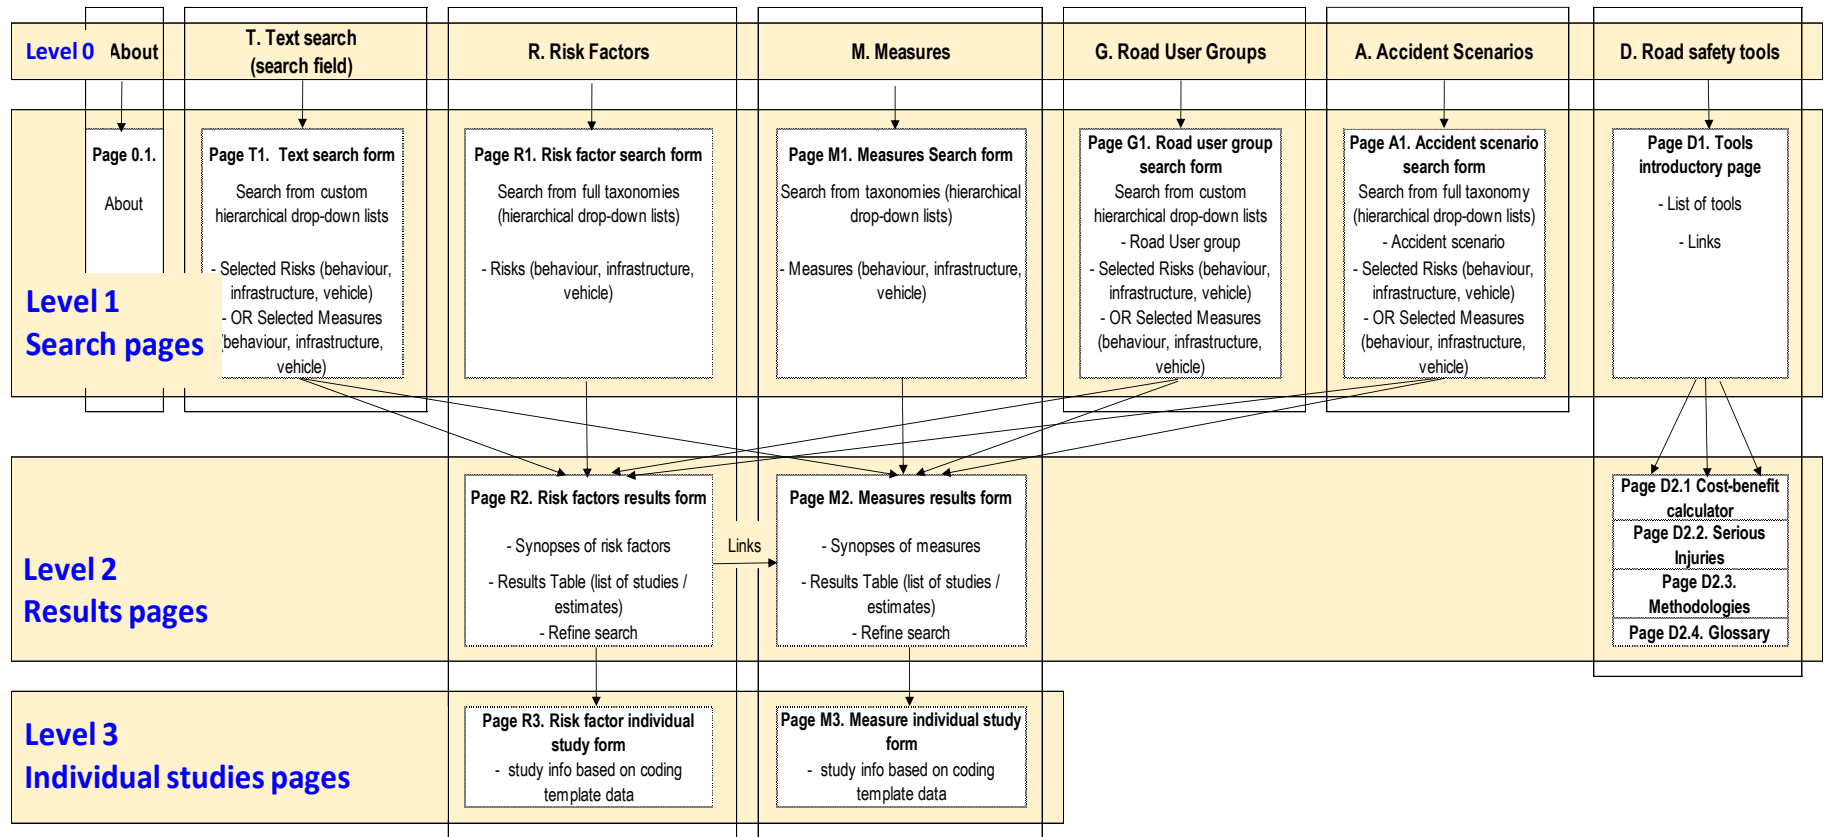 Level 0
About
T. Text search
(search field)
R. Risk Factors
M. Measures
G. Road User Groups
A. Accident Scenarios
D. Road safety tools
Level 1
Search pages
Page 0.1.
About
Page T1. Text search form
Search from custom
hierarchical drop-down lists
- Selected Risks (behaviour,
infrastructure, vehicle)
- OR Selected Measures
(behaviour, infrastructure,
vehicle)
Page R1. Risk factor search form
Search from full taxonomies
(hierarchical drop-down lists)
- Risks (behaviour, infrastructure,
vehicle)
Page M1. Measures Search form
Search from taxonomies (hierarchical
drop-down lists)
- Measures (behaviour, infrastructure,
vehicle)
Page G1. Road user group
search form
Search from custom
hierarchical drop-down lists
- Road User group
- Selected Risks (behaviour,
infrastructure, vehicle)
- OR Selected Measures
(behaviour, infrastructure,
vehicle)
Page A1. Accident scenario
search form
Search from full taxonomy
(hierarchical drop-down lists)
- Accident scenario
- Selected Risks (behaviour,
infrastructure, vehicle)
- OR Selected Measures
(behaviour, infrastructure,
vehicle)
Page D1. Tools
introductory page
- List of tools
- Links
Level 2
Results pages
Page R2. Risk factors results form
- Synopses of risk factors
- Results Table (list of studies /
estimates)
- Refine search
Links
Page M2. Measures results form
- Synopses of measures
- Results Table (list of studies /
estimates)
- Refine search
Page D2.1 Cost-benefit
calculator
Page D2.2. Serious
Injuries
Page D2.3.
Methodologies
Page D2.4. Glossary
Level 3
Individual studies pages
Page R3. Risk factor individual
study form
- study info based on coding
template data
Page M3. Measure individual study
form
- study info based on coding
template data